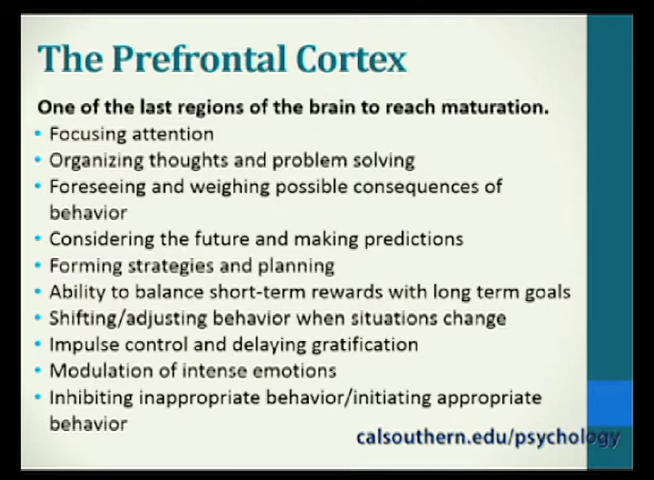 The Prefrontal Cortex
One of the last regions of the brain to reach maturation.
• Focusing attention
• Organizing thoughts and problem solving
• Foreseeing and weighing possible consequences of
behavior
• Considering the future and making predictions
• Forming strategies and planning
• Ability to balance short-term rewards with long term goals
• Shifting/adjusting behavior when situations change
• Impulse control and delaying gratification
• Modulation of intense emotions
• Inhibiting inappropriate behavior/initiating appropriate
behavior
calsouthern.edu/psychology